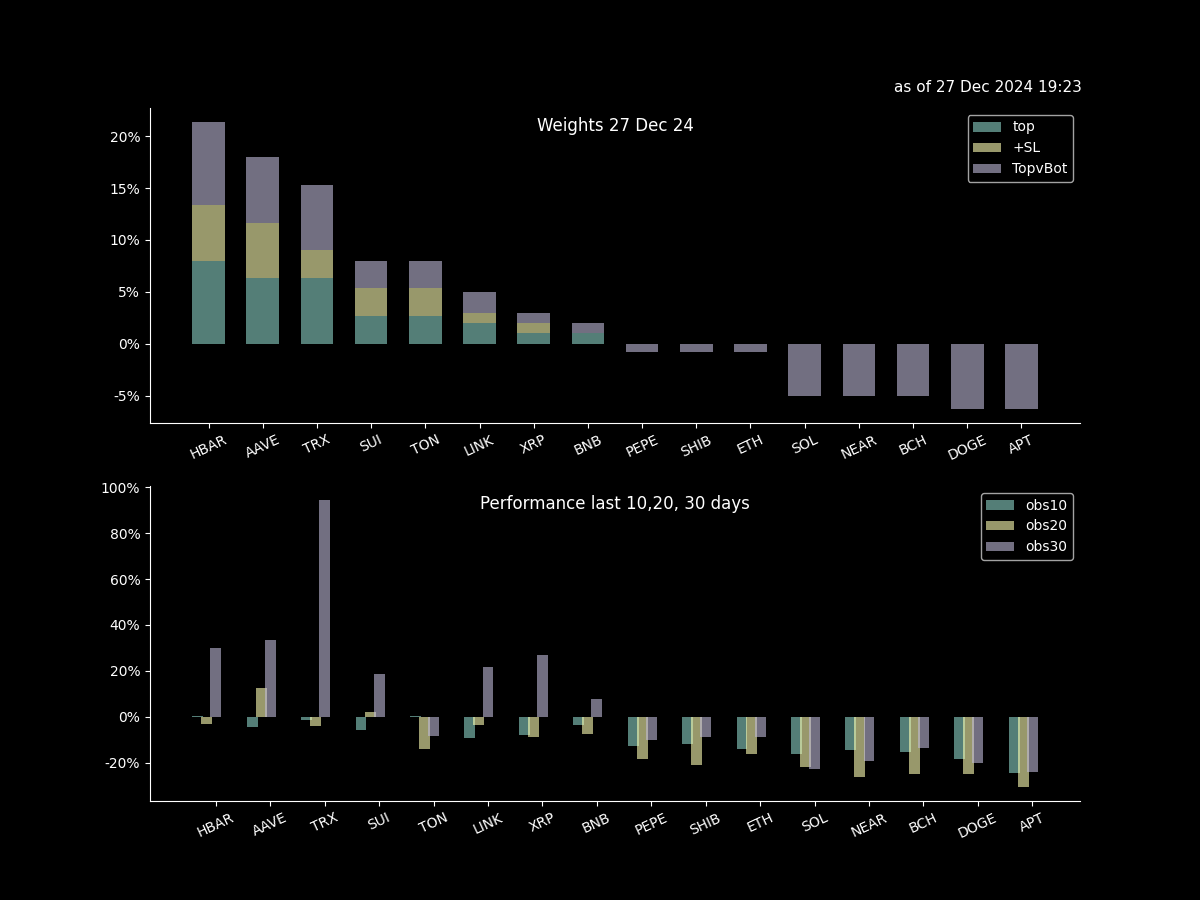 as of 27 Dec 2024 19:23
Weights 27 Dec 24
top
+SL
TopvBot
20%
15%
10%
5%
0%
-5%
HBAR AAVE TRX SUI TON LINK XRP BNB PEPE SHIB ETH SOL NEAR BCH DOGE APT
Performance last 10,20, 30 days
obs10
obs20
obs30
100%
80%
60%
40%
20%
0%
-20%
HBAR AAVE TRX SUI TON LINK XRP BNB PEPE SHIB ETH SOL NEAR BCH DOGE APT